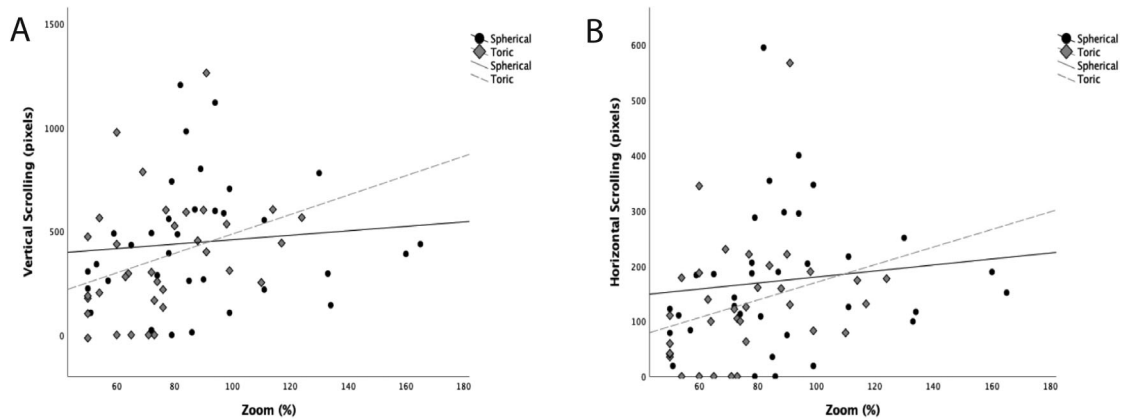 A
1500
1000
500
0
60
80
100
120
140
160
180
Vertical Scrolling (pixels)
Zoom (%)
Spherical
Toric
Spherical
Toric
B
600
500
400
300
200
100
0
60
80
100
120
140
160
180
Horizontal Scrolling (pixels)
Zoom (%)
Spherical
Toric
Spherical
Toric